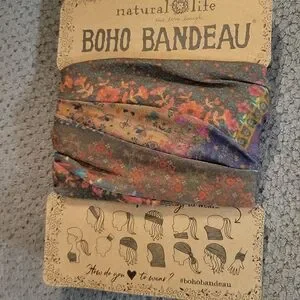 natural life
BOHO BANDEAU
How do you ♥ to wear?
#bohobandeau